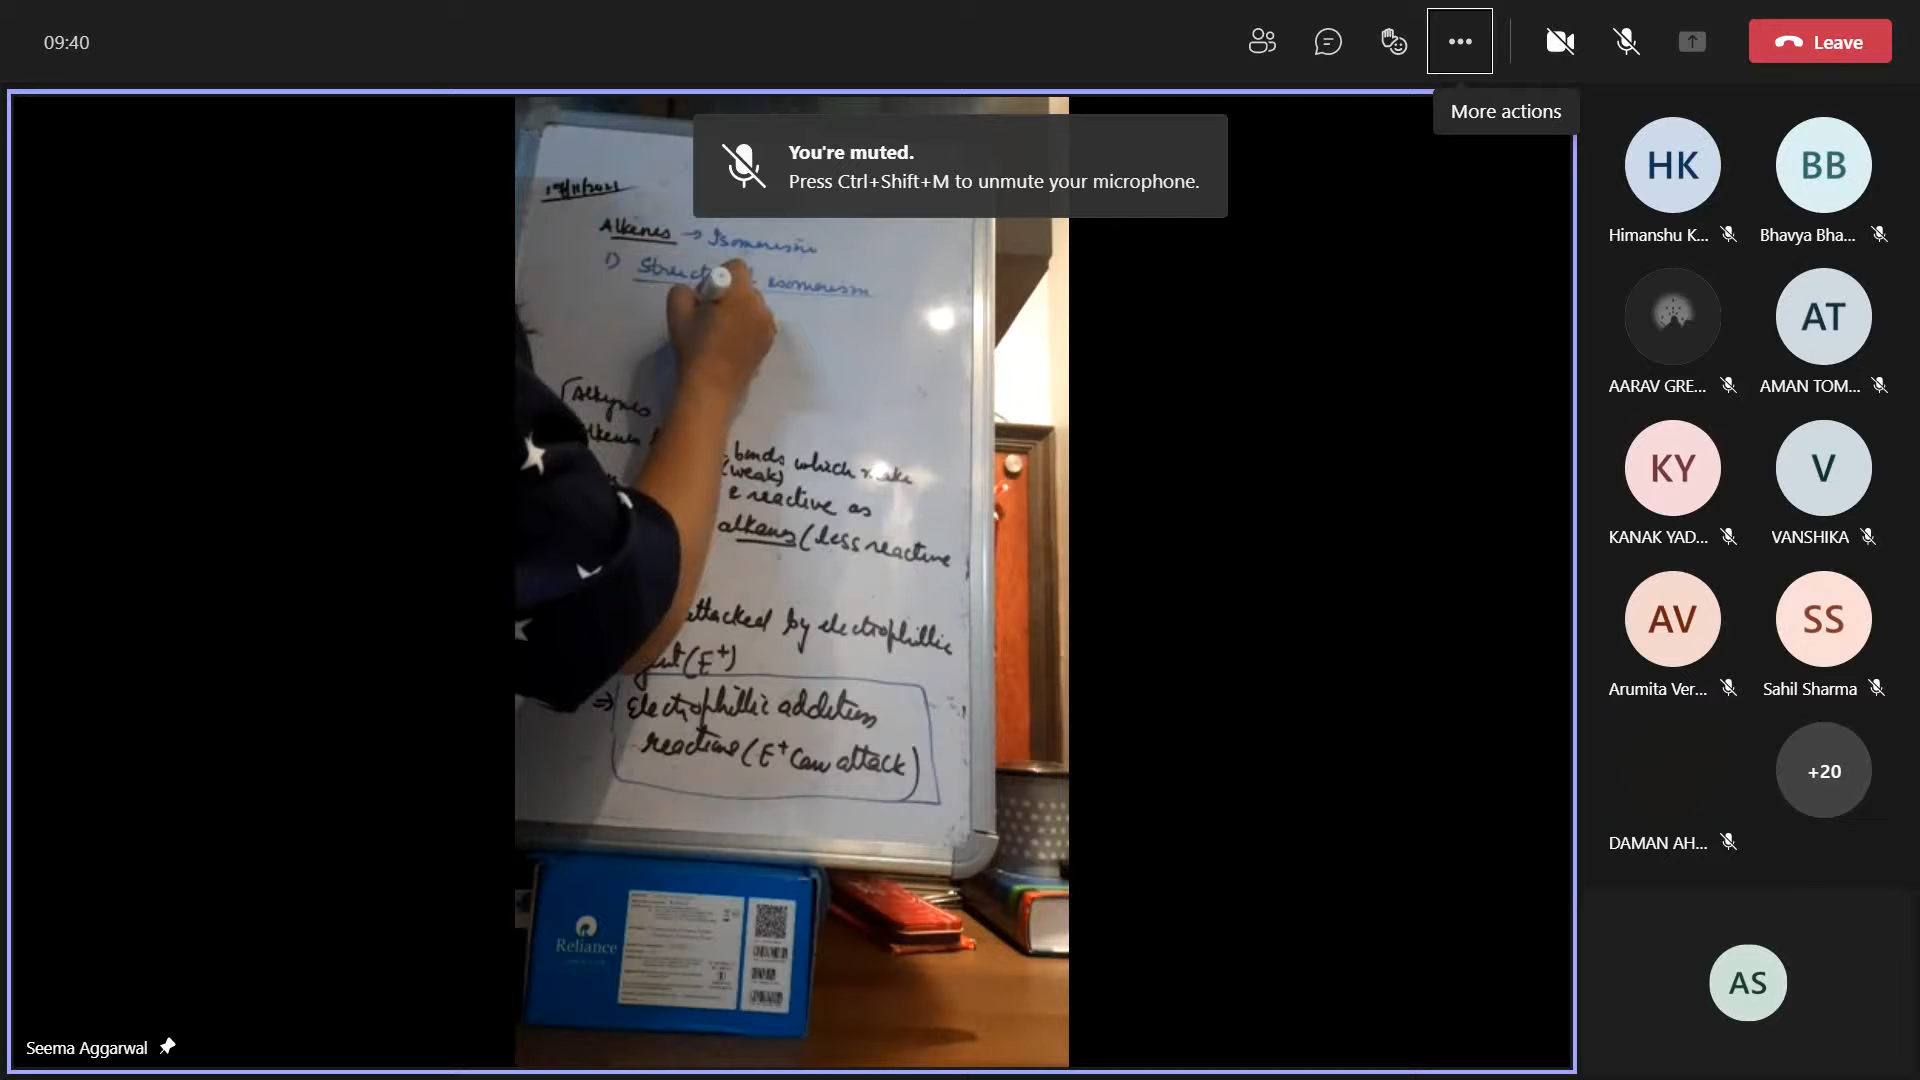 09:40
Leave
More actions
You're muted.
Press Ctrl+Shift+M to unmute your microphone.
Alkenes → Isomerism
1) Struct isomerism
Alkynes
bonds which make
(weak)
e reactive as
alkanes (less reactive
attacked by electrophillic
(E+)
⇒ Electrophillic addition
reactions (E+ can attack)
Reliance
Seema Aggarwal
HK
BB
Himanshu K...
Bhavya Bha...
AT
AARAV GRE...
AMAN TOM...
KY
V
KANAK YAD...
VANSHIKA
AV
SS
Arumita Ver...
Sahil Sharma
+20
DAMAN AH...
AS